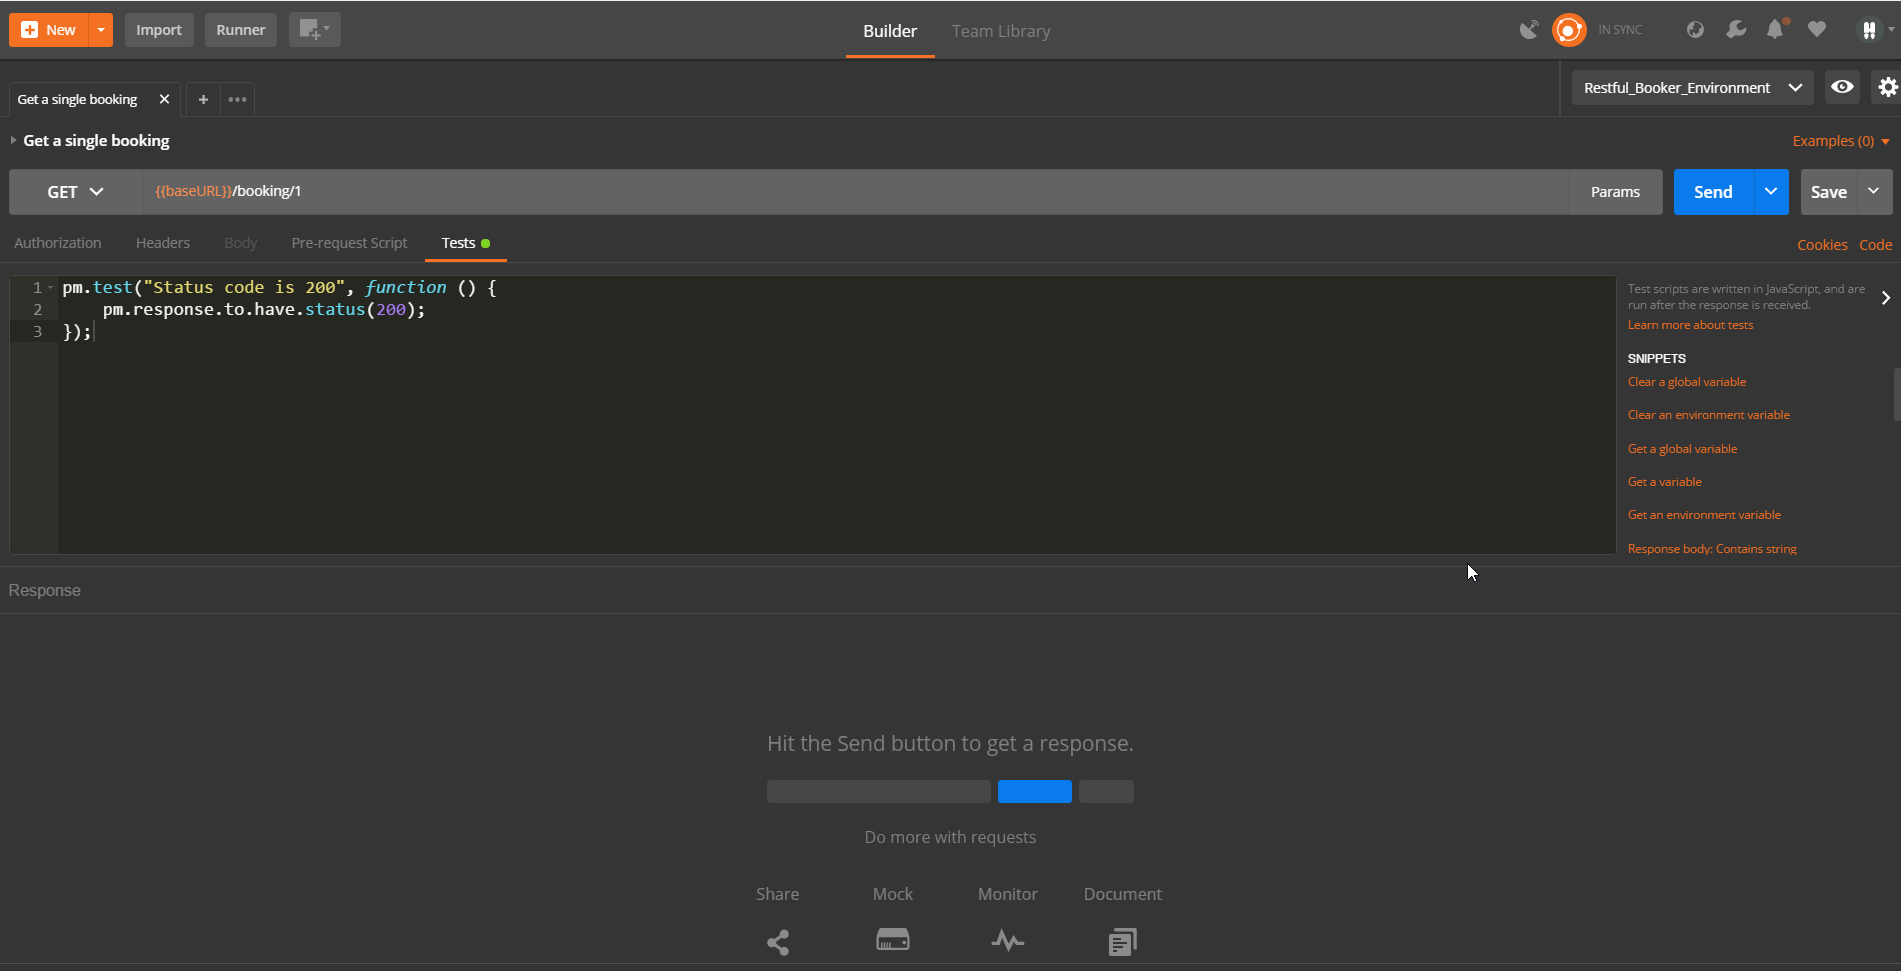 New Import Runner Builder Team Library IN SYNC
Get a single booking Restful_Booker_Environment
Get a single booking Examples (0)
GET {{baseURL}}/booking/1 Params Send Save
Authorization Headers Body Pre-request Script Tests Cookies Code
1 pm.test("Status code is 200", function () {
2 pm.response.to.have.status(200);
3 });
Test scripts are written in JavaScript, and are
run after the response is received.
Learn more about tests
SNIPPETS
Clear a global variable
Clear an environment variable
Get a global variable
Get a variable
Get an environment variable
Response body: Contains string
Response
Hit the Send button to get a response.
Do more with requests
Share Mock Monitor Document